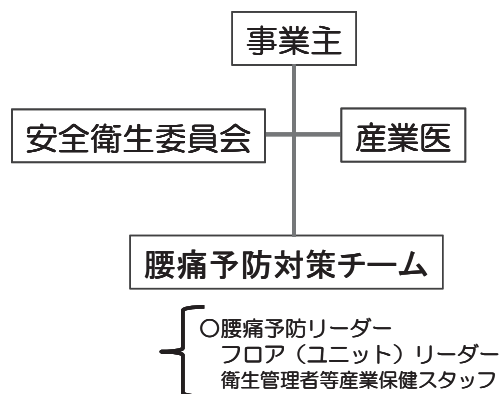 事業主
安全衛生委員会
産業医
腰痛予防対策チーム
〇腰痛予防リーダー
フロア（ユニット）リーダー
衛生管理者等産業保健スタッフ